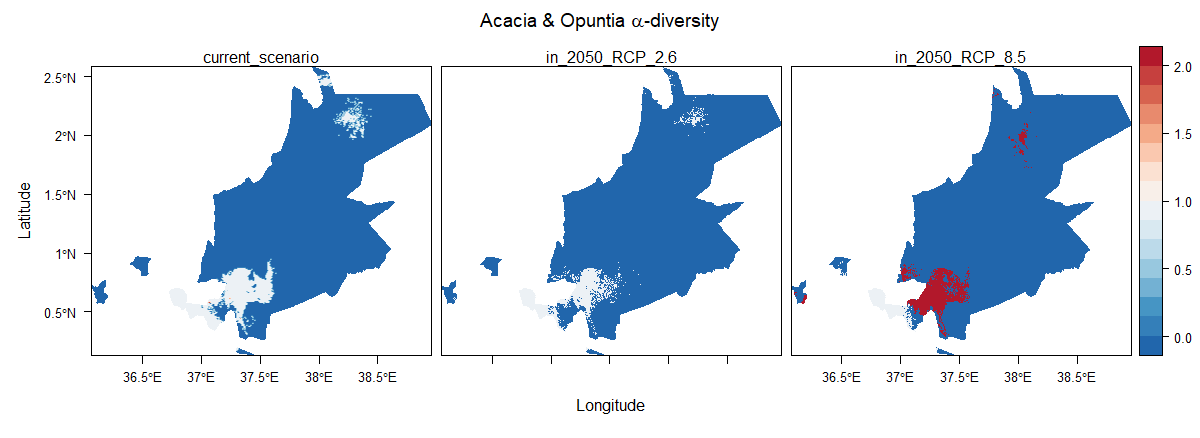 Acacia & Opuntia α-diversity
current_scenario
in_2050_RCP_2.6
in_2050_RCP_8.5
2.5°N
2°N
1.5°N
1°N
0.5°N
Latitude
36.5°E 37°E 37.5°E 38°E 38.5°E
36.5°E 37°E 37.5°E 38°E 38.5°E
Longitude
2.0
1.5
1.0
0.5
0.0